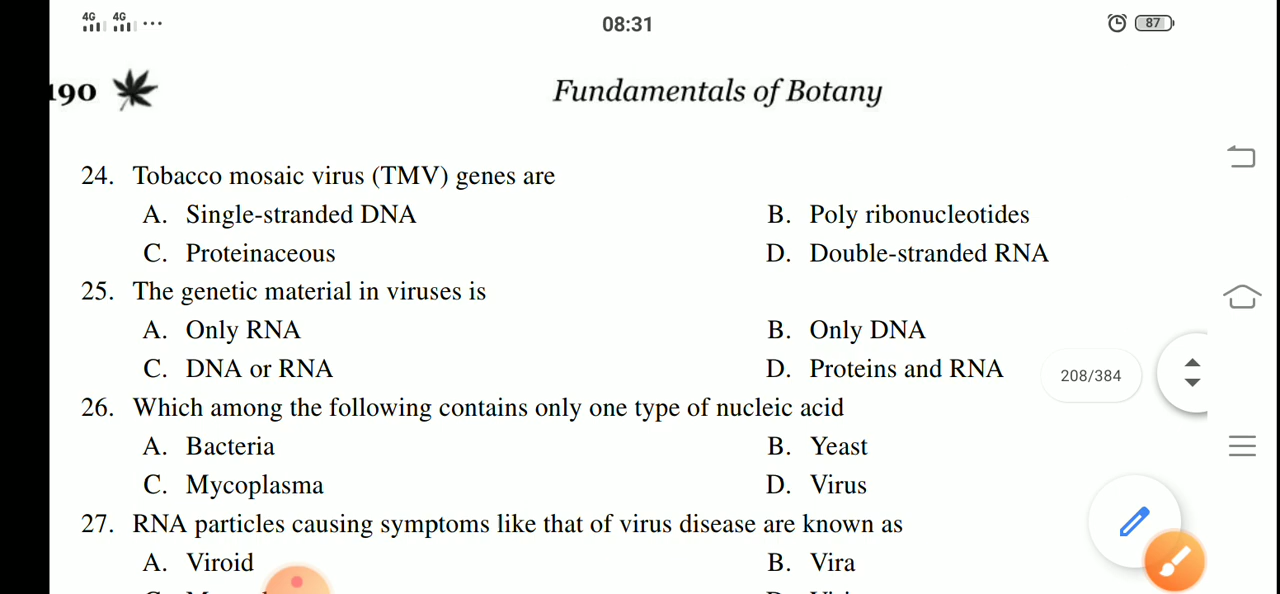 4G 4G ... 08:31 87
190 Fundamentals of Botany
24. Tobacco mosaic virus (TMV) genes are
A. Single-stranded DNA B. Poly ribonucleotides
C. Proteinaceous D. Double-stranded RNA
25. The genetic material in viruses is
A. Only RNA B. Only DNA
C. DNA or RNA D. Proteins and RNA
208/384
26. Which among the following contains only one type of nucleic acid
A. Bacteria B. Yeast
C. Mycoplasma D. Virus
27. RNA particles causing symptoms like that of virus disease are known as
A. Viroid B. Vira